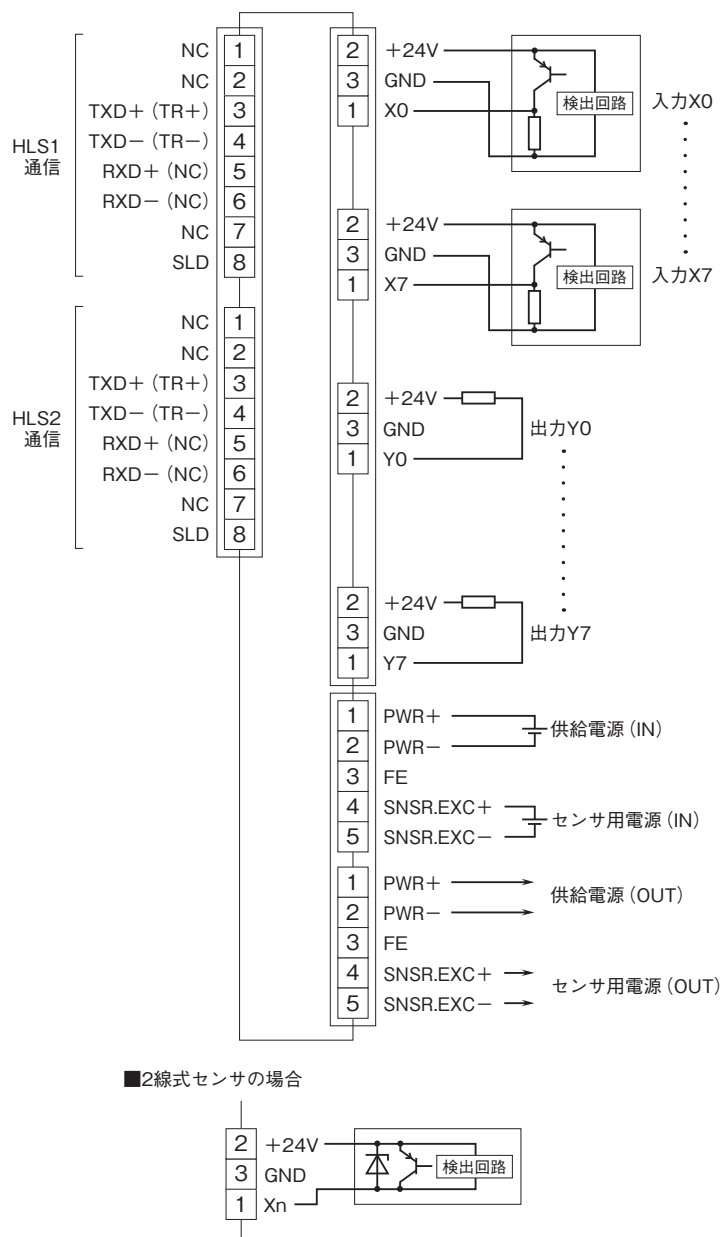 HLS1
通信
NC 1
NC 2
TXD+(TR+) 3
TXD−(TR−) 4
RXD+(NC) 5
RXD−(NC) 6
NC 7
SLD 8
HLS2
通信
NC 1
NC 2
TXD+(TR+) 3
TXD−(TR−) 4
RXD+(NC) 5
RXD−(NC) 6
NC 7
SLD 8
2 +24V
3 GND
1 X0
検出回路
入力X0
2 +24V
3 GND
1 X7
検出回路
入力X7
2 +24V
3 GND
1 Y0
出力Y0
2 +24V
3 GND
1 Y7
出力Y7
1 PWR+
2 PWR−
供給電源(IN)
3 FE
4 SNSR.EXC+
5 SNSR.EXC−
センサ用電源(IN)
1 PWR+
2 PWR−
供給電源(OUT)
3 FE
4 SNSR.EXC+
5 SNSR.EXC−
センサ用電源(OUT)
■2線式センサの場合
2 +24V
3 GND
1 Xn
検出回路